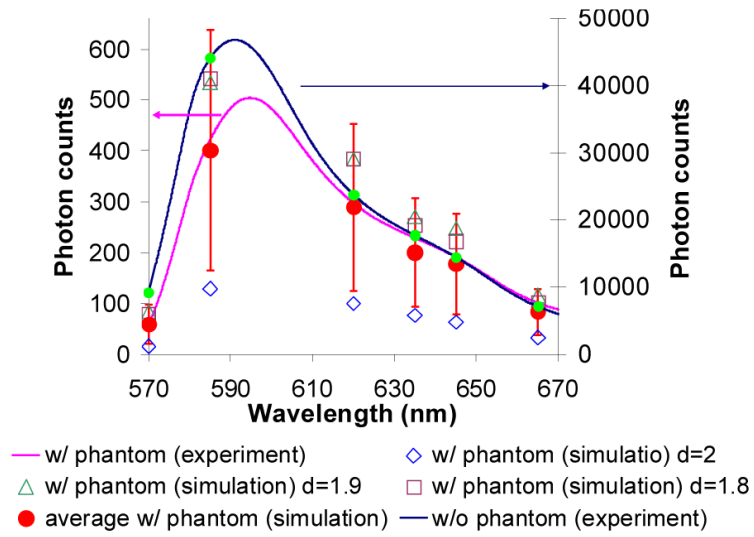 600
500
400
300
200
100
0
Photon counts
50000
40000
30000
20000
10000
0
Photon counts
570 590 610 630 650 670
Wavelength (nm)
w/ phantom (experiment)
w/ phantom (simulatio) d=2
w/ phantom (simulation) d=1.9
w/ phantom (simulation) d=1.8
average w/ phantom (simulation)
w/o phantom (experiment)